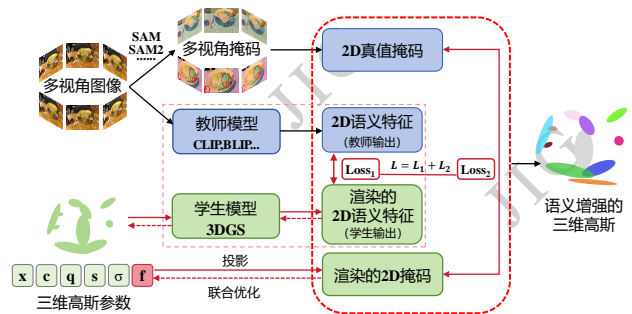 SAM
SAM2
......
多视角掩码
2D真值掩码
多视角图像
教师模型
CLIP,BLIP...
2D语义特征
(教师输出)
Loss₁
L = L₁ + L₂
Loss₂
学生模型
3DGS
渲染的
2D语义特征
(学生输出)
语义增强的
三维高斯
x c q s σ f
投影
联合优化
渲染的2D掩码
三维高斯参数
JIG
JIG